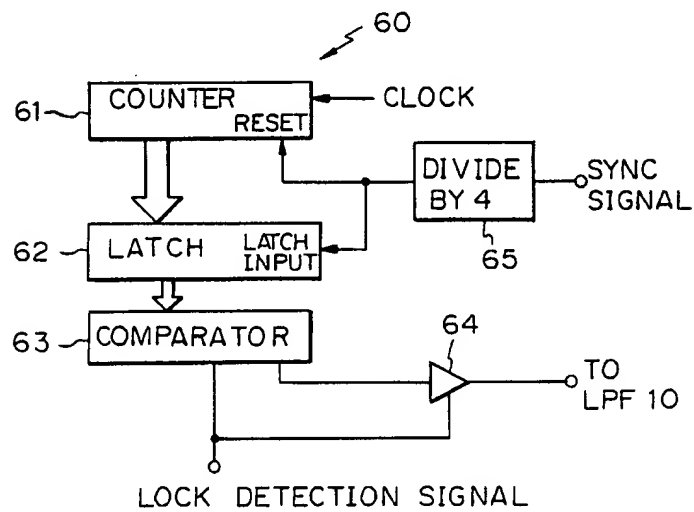 60
61
COUNTER
RESET
CLOCK
DIVIDE
BY 4
65
SYNC
SIGNAL
62
LATCH
LATCH
INPUT
63
COMPARATOR
64
TO
LPF 10
LOCK DETECTION SIGNAL